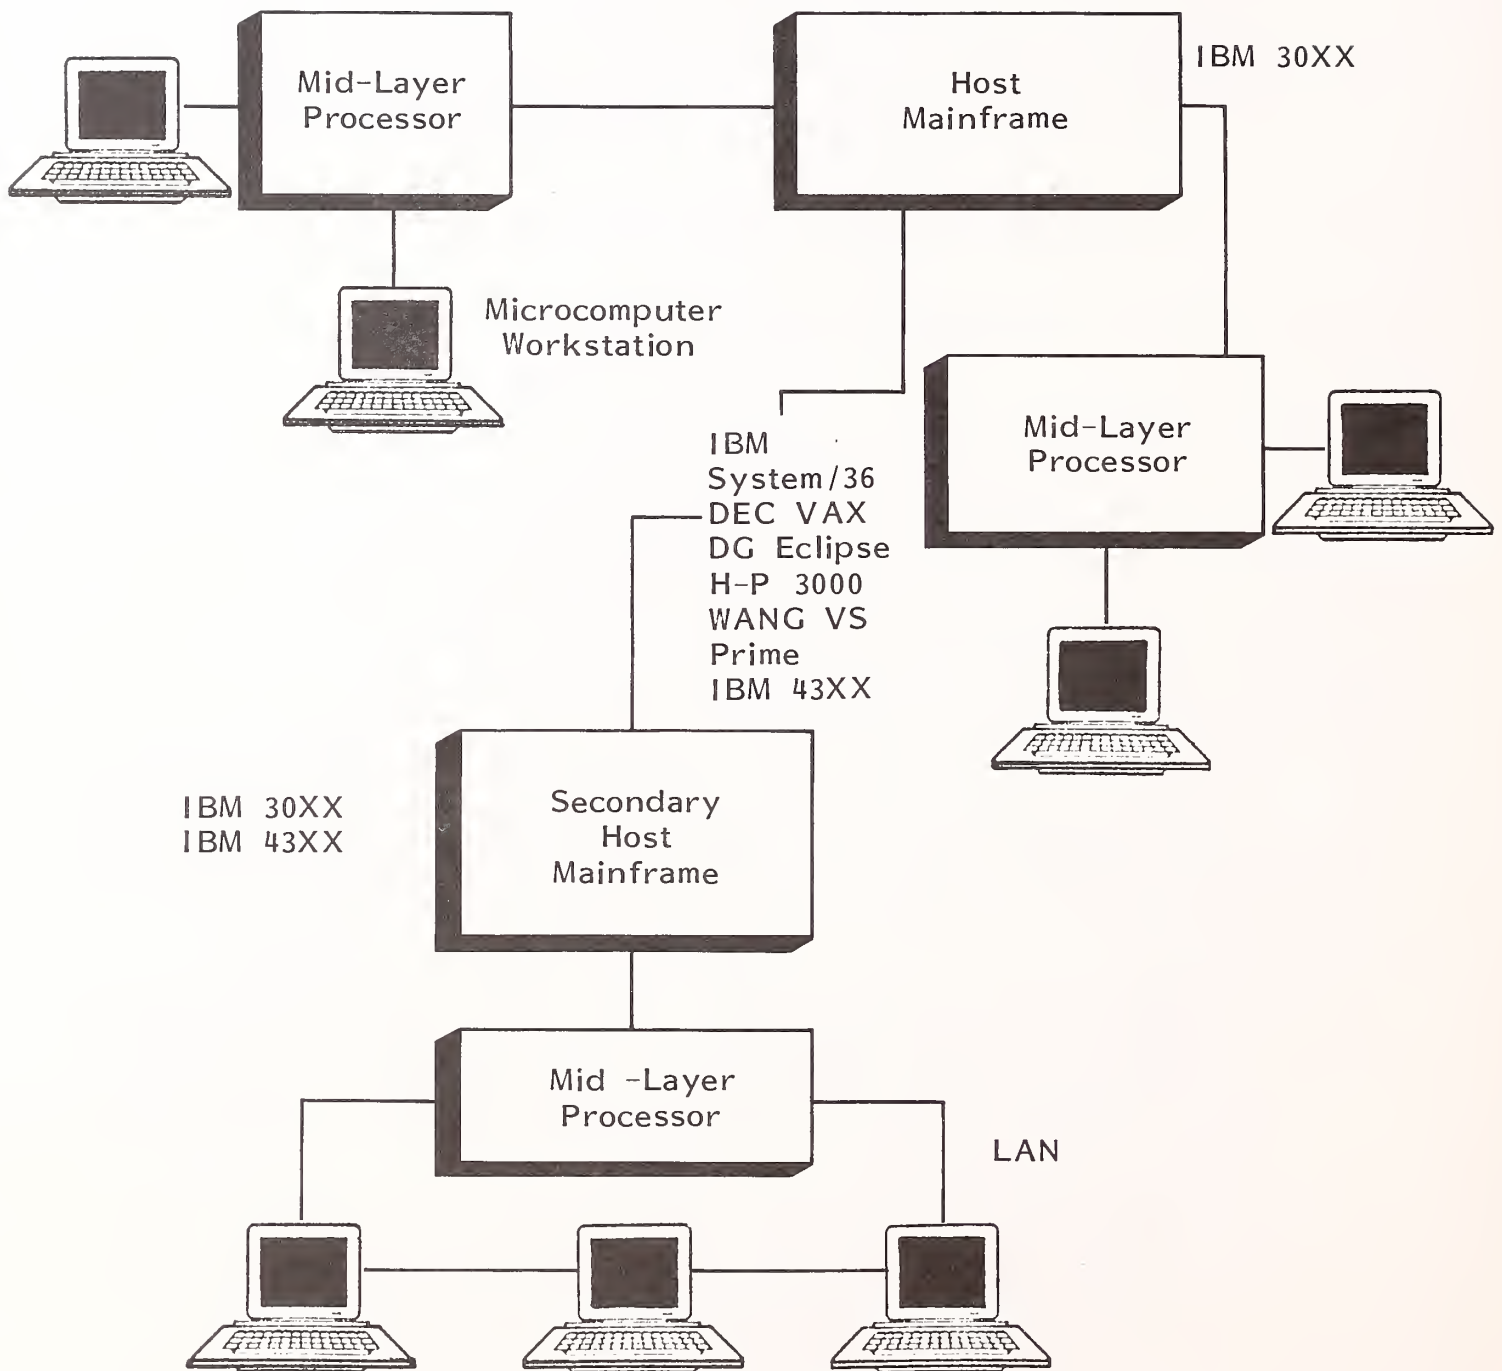 Mid-Layer
Processor
Host
Mainframe
IBM 30XX
Microcomputer
Workstation
Mid-Layer
Processor
IBM
System/36
DEC VAX
DG Eclipse
H-P 3000
WANG VS
Prime
IBM 43XX
IBM 30XX
IBM 43XX
Secondary
Host
Mainframe
Mid -Layer
Processor
LAN